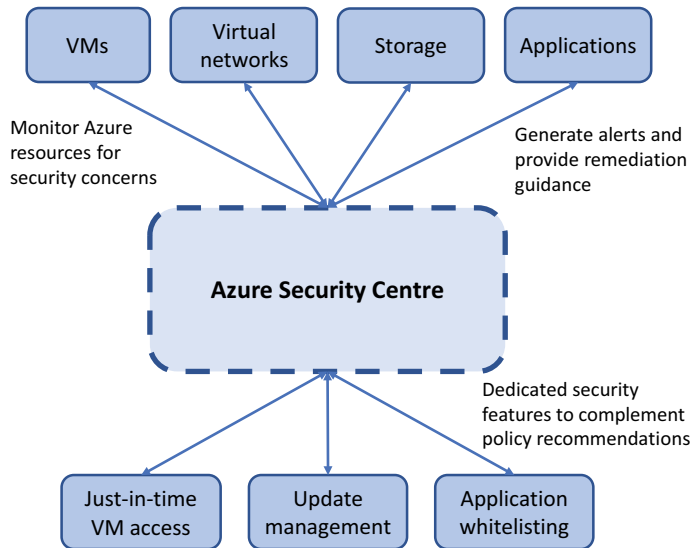 VMs
Virtual
networks
Storage
Applications
Monitor Azure
resources for
security concerns
Generate alerts and
provide remediation
guidance
Azure Security Centre
Dedicated security
features to complement
policy recommendations
Just-in-time
VM access
Update
management
Application
whitelisting